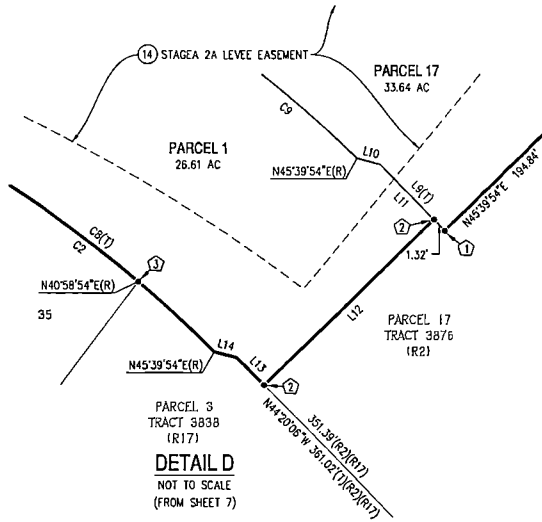 14 STAGEA 2A LEVEE EASEMENT
PARCEL 17
33.64 AC
C9
PARCEL 1
26.61 AC
L10
N45°39'54"E(R)
L9(T)
L11
N45°39'54"E 194.84'
2
1
1.32'
C8(T)
C2
3
N40°58'54"E(R)
35
L12
PARCEL 17
TRACT 3876
(R2)
L14
N45°39'54"E(R)
L13
2
PARCEL 3
TRACT 3838
(R17)
351.39'(R2)(R17)
N44°20'06"W 361.02'(T)(R2)(R17)
DETAIL D
NOT TO SCALE
(FROM SHEET 7)